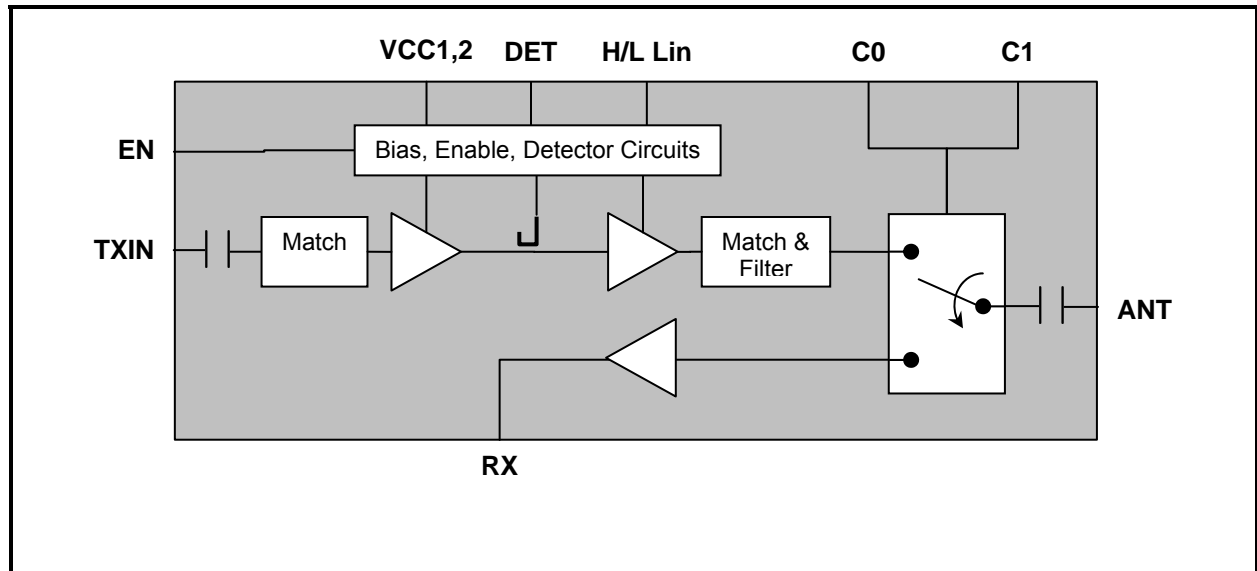 VCC1,2 DET H/L Lin C0 C1
EN
Bias, Enable, Detector Circuits
TXIN
Match
Match &
Filter
ANT
RX